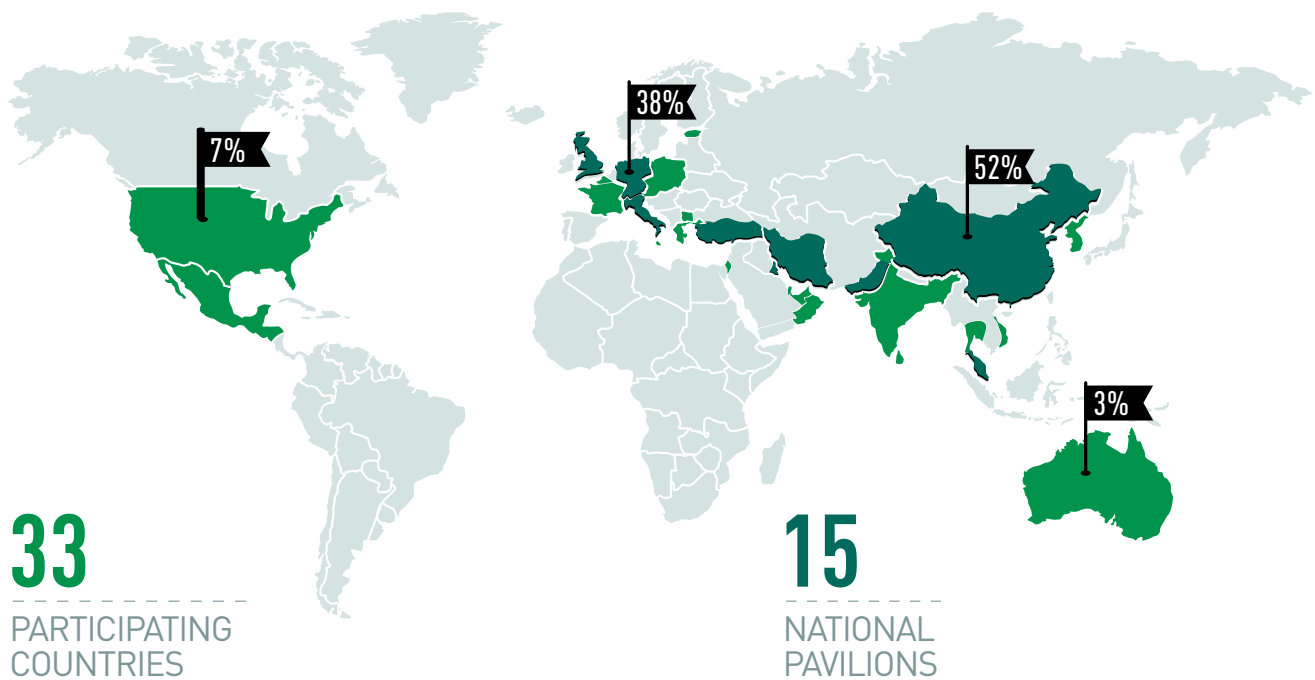 38%
7%
52%
3%
33
PARTICIPATING
COUNTRIES
15
NATIONAL
PAVILIONS